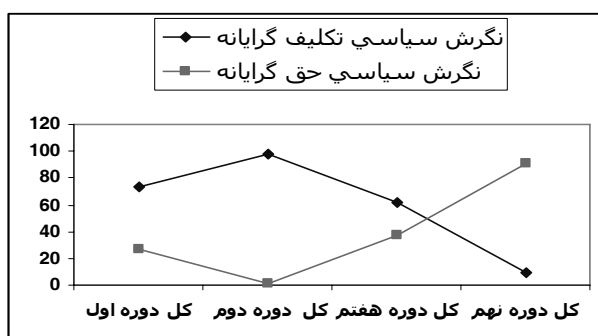 نگرش سياسي تکليف گرايانه
نگرش سياسي حق گرايانه
120
100
80
60
40
20
0
کل دوره اول کل دوره دوم کل دوره هفتم کل دوره نهم